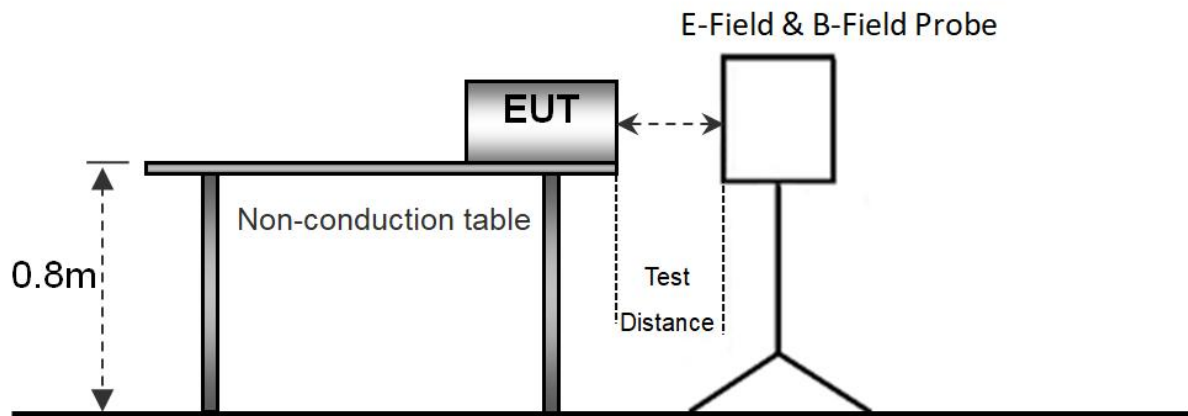 E-Field & B-Field Probe
EUT
Non-conduction table
0.8m
Test
Distance